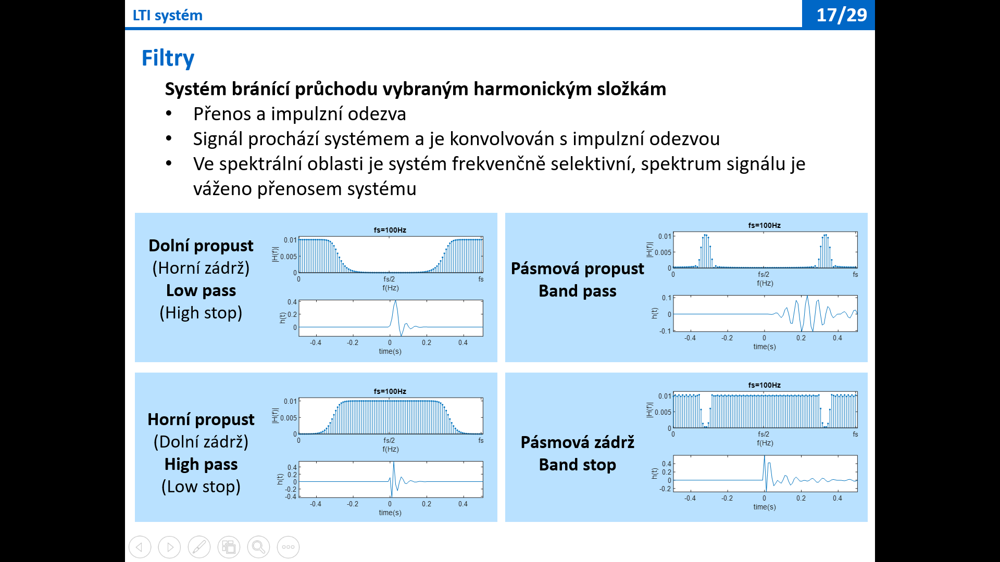 LTI systém
17/29
Filtry
Systém bránící průchodu vybraným harmonickým složkám
• Přenos a impulzní odezva
• Signál prochází systémem a je konvolvován s impulzní odezvou
• Ve spektrální oblasti je systém frekvenčně selektivní, spektrum signálu je
váženo přenosem systému
Dolní propust
(Horní zádrž)
Low pass
(High stop)
fs=100Hz
|H(f)|
0.01
0.005
0
0 fs/2 fs
f(Hz)
h(t)
0.4
0.2
0
-0.4 -0.2 0 0.2 0.4
time(s)
Pásmová propust
Band pass
fs=100Hz
|H(f)|
0.01
0.005
0
0 fs/2 fs
f(Hz)
h(t)
0.1
0
-0.1
-0.4 -0.2 0 0.2 0.4
time(s)
Horní propust
(Dolní zádrž)
High pass
(Low stop)
fs=100Hz
|H(f)|
0.01
0.005
0
0 fs/2 fs
f(Hz)
h(t)
0.4
0.2
0
-0.2
-0.4
-0.4 -0.2 0 0.2 0.4
time(s)
Pásmová zádrž
Band stop
fs=100Hz
|H(f)|
0.01
0.005
0
0 fs/2 fs
f(Hz)
h(t)
0.4
0.2
0
-0.2
-0.4 -0.2 0 0.2 0.4
time(s)